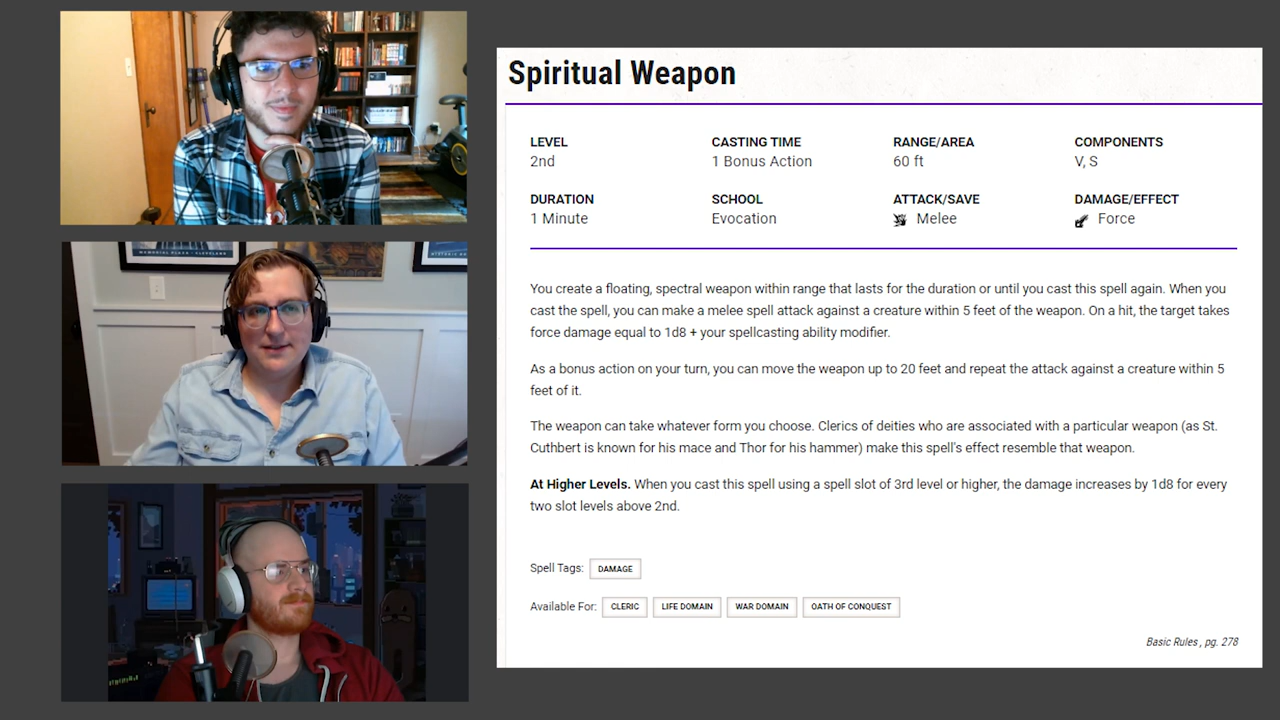 Spiritual Weapon
LEVEL
2nd
CASTING TIME
1 Bonus Action
RANGE/AREA
60 ft
COMPONENTS
V, S
DURATION
1 Minute
SCHOOL
Evocation
ATTACK/SAVE
Melee
DAMAGE/EFFECT
Force
You create a floating, spectral weapon within range that lasts for the duration or until you cast this spell again. When you
cast the spell, you can make a melee spell attack against a creature within 5 feet of the weapon. On a hit, the target takes
force damage equal to 1d8 + your spellcasting ability modifier.
As a bonus action on your turn, you can move the weapon up to 20 feet and repeat the attack against a creature within 5
feet of it.
The weapon can take whatever form you choose. Clerics of deities who are associated with a particular weapon (as St.
Cuthbert is known for his mace and Thor for his hammer) make this spell's effect resemble that weapon.
At Higher Levels. When you cast this spell using a spell slot of 3rd level or higher, the damage increases by 1d8 for every
two slot levels above 2nd.
Spell Tags: DAMAGE
Available For: CLERIC LIFE DOMAIN WAR DOMAIN OATH OF CONQUEST
Basic Rules , pg. 278